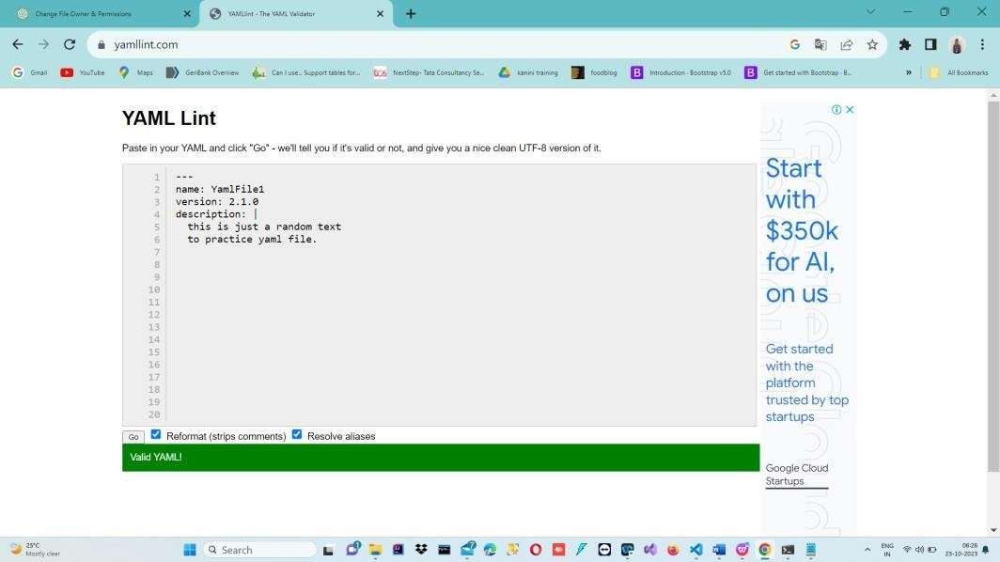 Change File Owner & Permissions
YAMLlint - The YAML Validator
yamllint.com
Gmail
YouTube
Maps
GenBank Overview
Can I use... Support tables for...
NextStep- Tata Consultancy Se...
kanini training
foodblog
Introduction · Bootstrap v5.0
Get started with Bootstrap · B...
»
All Bookmarks
YAML Lint
Paste in your YAML and click "Go" - we'll tell you if it's valid or not, and give you a nice clean UTF-8 version of it.
1 ---
2 name: YamlFile1
3 version: 2.1.0
4 description: |
5 this is just a random text
6 to practice yaml file.
7
8
9
10
11
12
13
14
15
16
17
18
19
20
Go Reformat (strips comments) Resolve aliases
Valid YAML!
Start
with
$350k
for AI,
on us
Get started
with the
platform
trusted by top
startups
Google Cloud
Startups
25°C
Mostly clear
Search
ENG
IN
06:26
23-10-2023